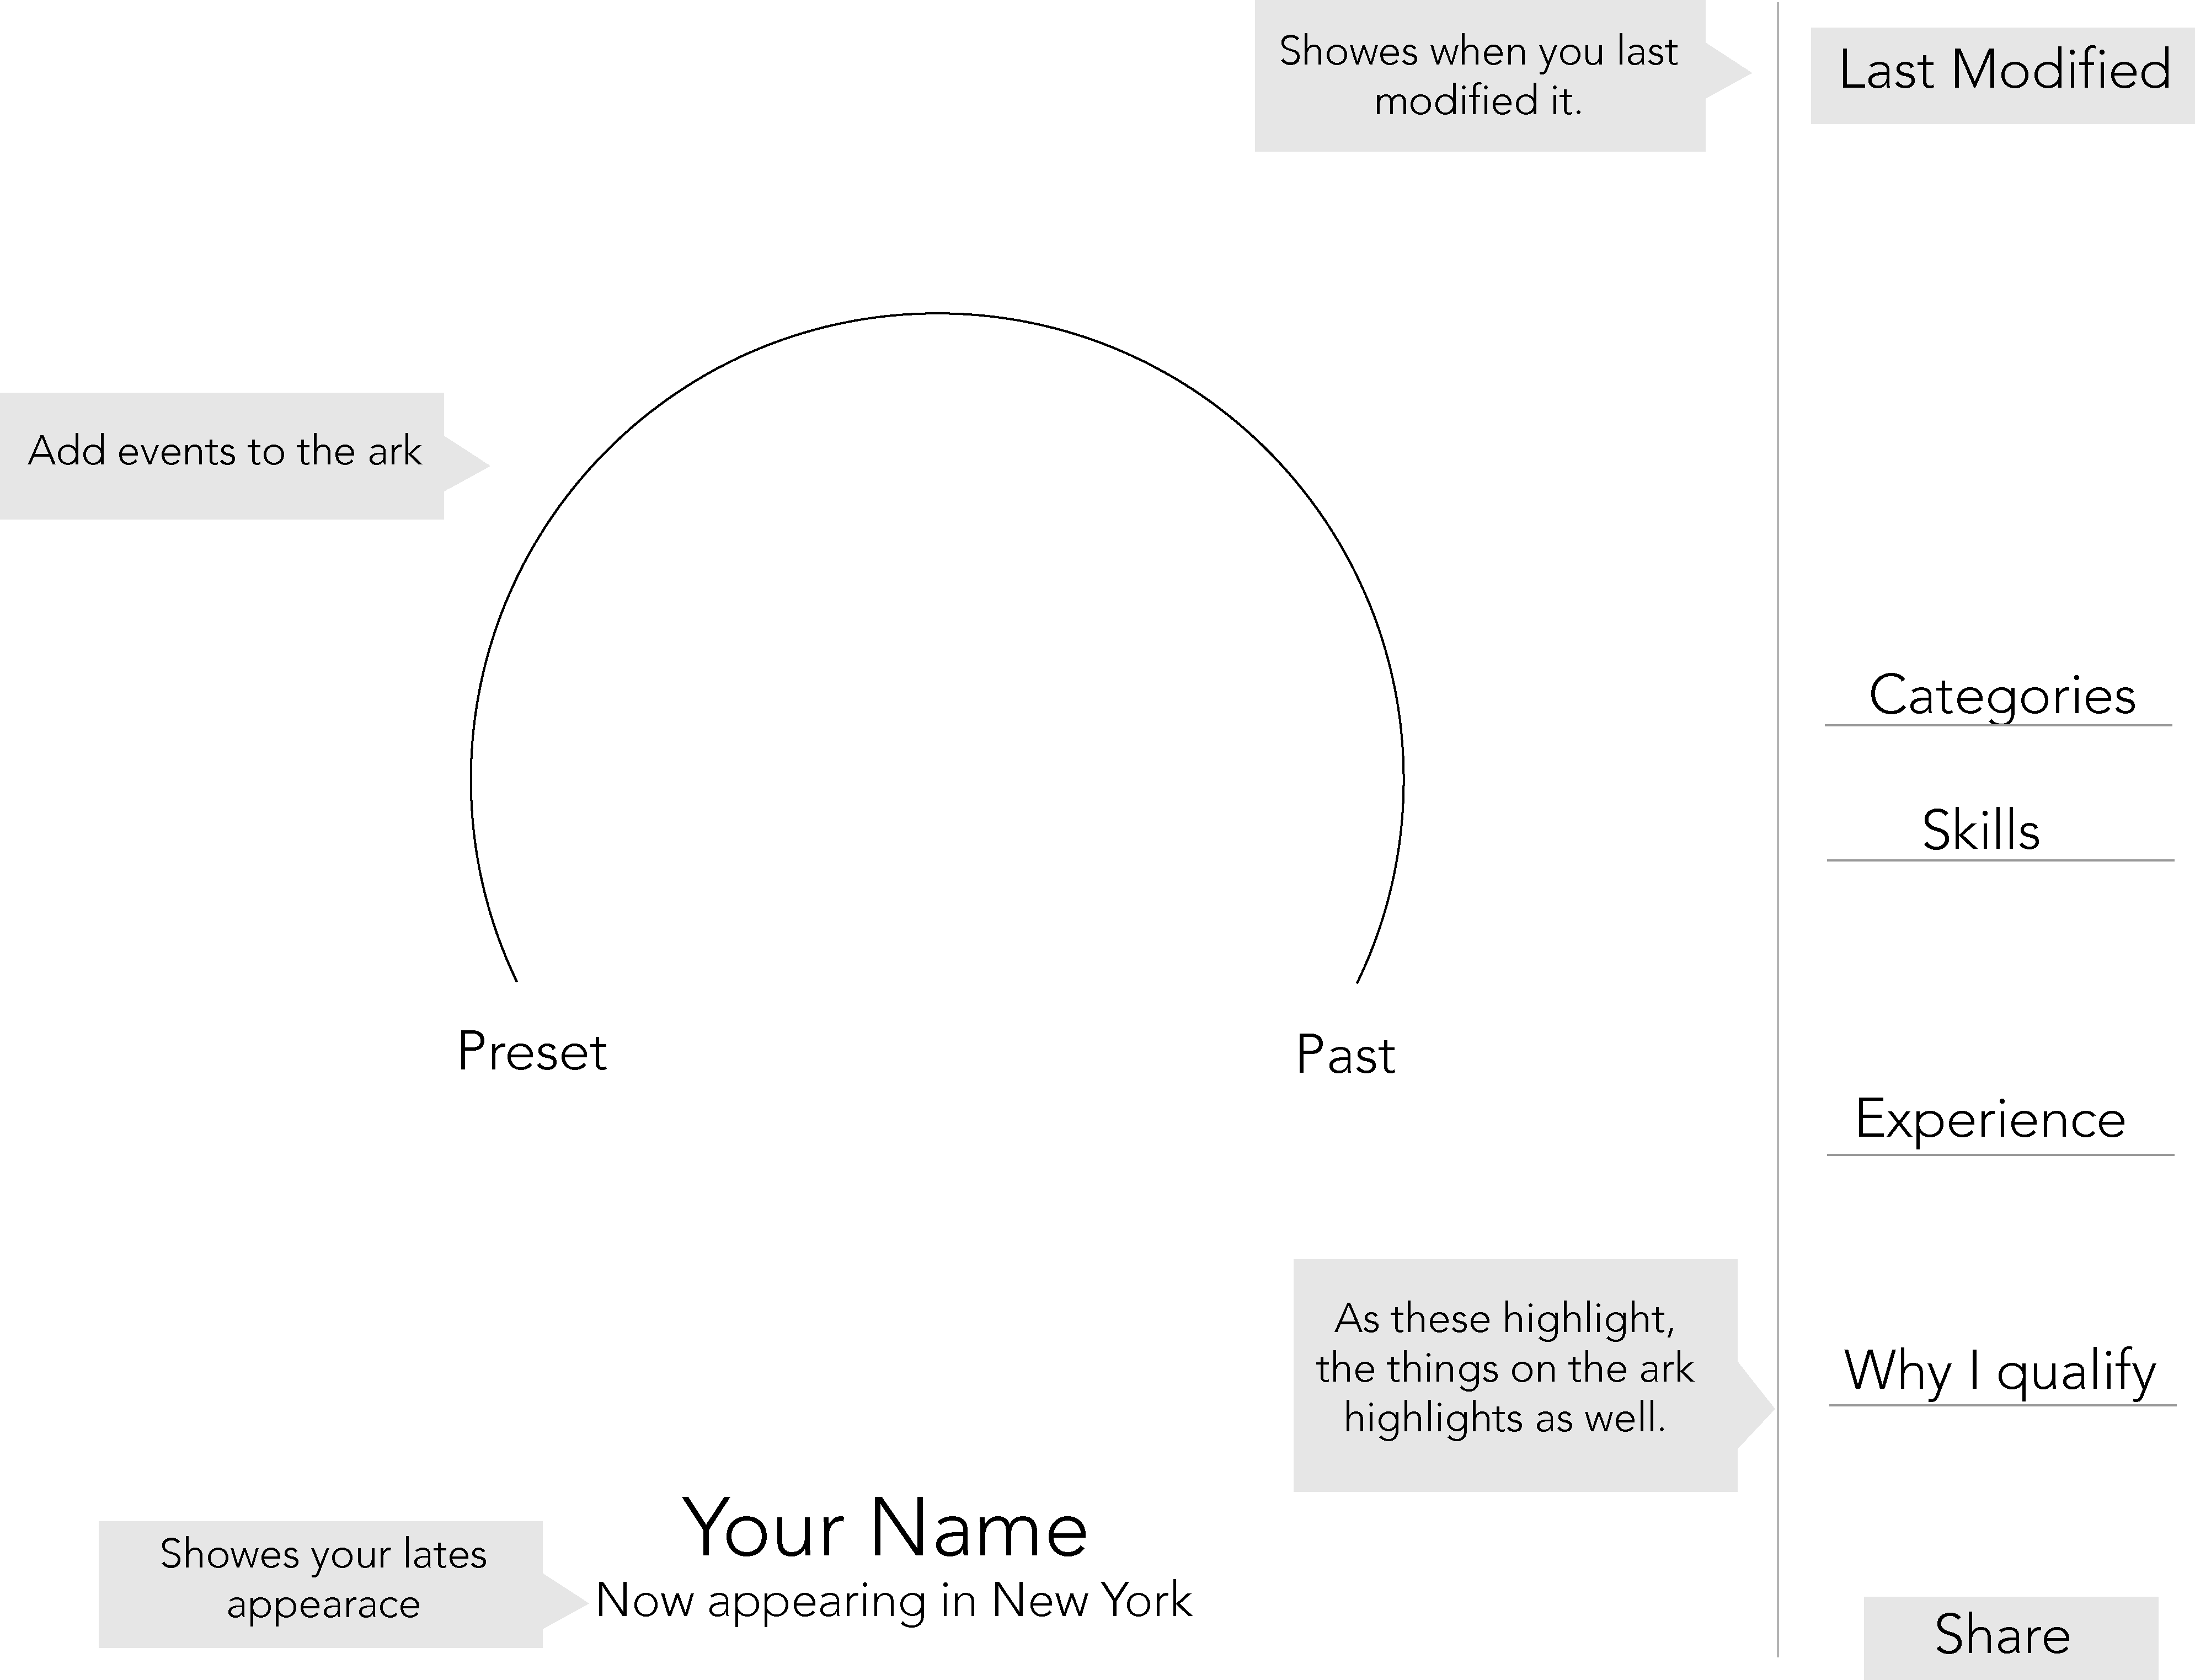 Showes when you last
modified it.
Last Modified
Add events to the ark
Categories
Skills
Preset
Past
Experience
As these highlight,
the things on the ark
highlights as well.
Why I qualify
Your Name
Now appearing in New York
Showes your lates
appearace
Share